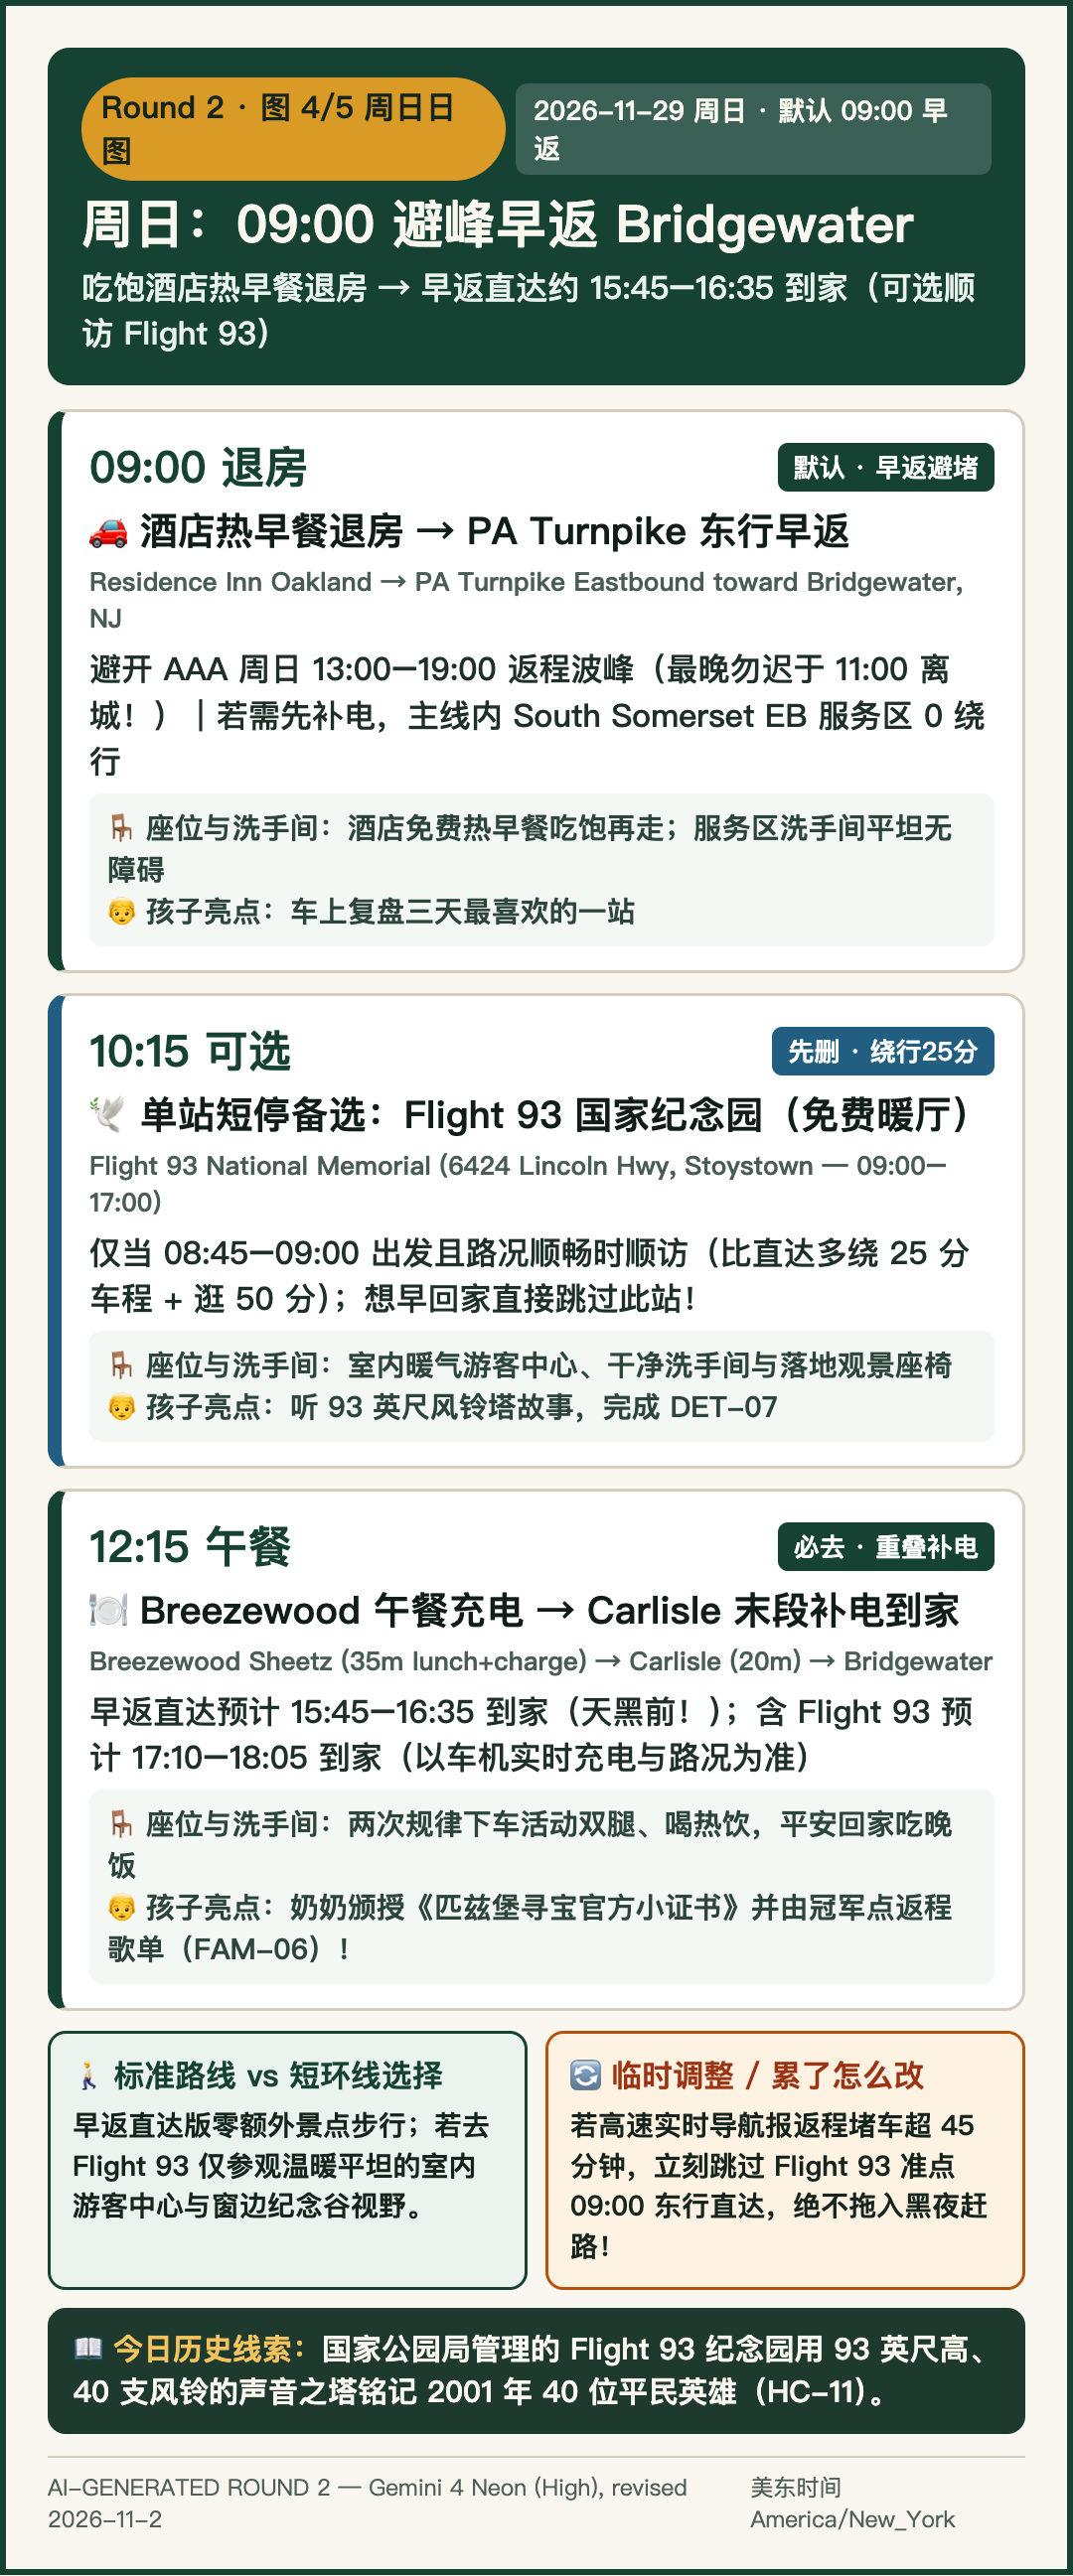 Round 2 · 图 4/5 周日日
图
2026-11-29 周日 · 默认 09:00 早
返
周日：09:00 避峰早返 Bridgewater
吃饱酒店热早餐退房 → 早返直达约 15:45—16:35 到家（可选顺
访 Flight 93）
09:00 退房
默认 · 早返避堵
🚗 酒店热早餐退房 → PA Turnpike 东行早返
Residence Inn Oakland → PA Turnpike Eastbound toward Bridgewater,
NJ
避开 AAA 周日 13:00—19:00 返程波峰（最晚勿迟于 11:00 离
城！）｜若需先补电，主线内 South Somerset EB 服务区 0 绕
行
🪑 座位与洗手间：酒店免费热早餐吃饱再走；服务区洗手间平坦无
障碍
👴 孩子亮点：车上复盘三天最喜欢的一站
10:15 可选
先删 · 绕行25分
🕊️ 单站短停备选：Flight 93 国家纪念园（免费暖厅）
Flight 93 National Memorial (6424 Lincoln Hwy, Stoystown — 09:00—
17:00)
仅当 08:45—09:00 出发且路况顺畅时顺访（比直达多绕 25 分
车程 + 逛 50 分）；想早回家直接跳过此站！
🪑 座位与洗手间：室内暖气游客中心、干净洗手间与落地观景座椅
👴 孩子亮点：听 93 英尺风铃塔故事，完成 DET-07
12:15 午餐
必去 · 重叠补电
🍽️ Breezewood 午餐充电 → Carlisle 末段补电到家
Breezewood Sheetz (35m lunch+charge) → Carlisle (20m) → Bridgewater
早返直达预计 15:45—16:35 到家（天黑前！）；含 Flight 93 预
计 17:10—18:05 到家（以车机实时充电与路况为准）
🪑 座位与洗手间：两次规律下车活动双腿、喝热饮，平安回家吃晚
饭
👴 孩子亮点：奶奶颁授《匹兹堡寻宝官方小证书》并由冠军点返程
歌单（FAM-06）！
🚶 标准路线 vs 短环线选择
早返直达版零额外景点步行；若去
Flight 93 仅参观温暖平坦的室内
游客中心与窗边纪念谷视野。
🔄 临时调整 / 累了怎么改
若高速实时导航报返程堵车超 45
分钟，立刻跳过 Flight 93 准点
09:00 东行直达，绝不拖入黑夜赶
路！
📖 今日历史线索：国家公园局管理的 Flight 93 纪念园用 93 英尺高、
40 支风铃的声音之塔铭记 2001 年 40 位平民英雄（HC-11）。
AI-GENERATED ROUND 2 — Gemini 4 Neon (High), revised
2026-11-2
美东时间
America/New_York